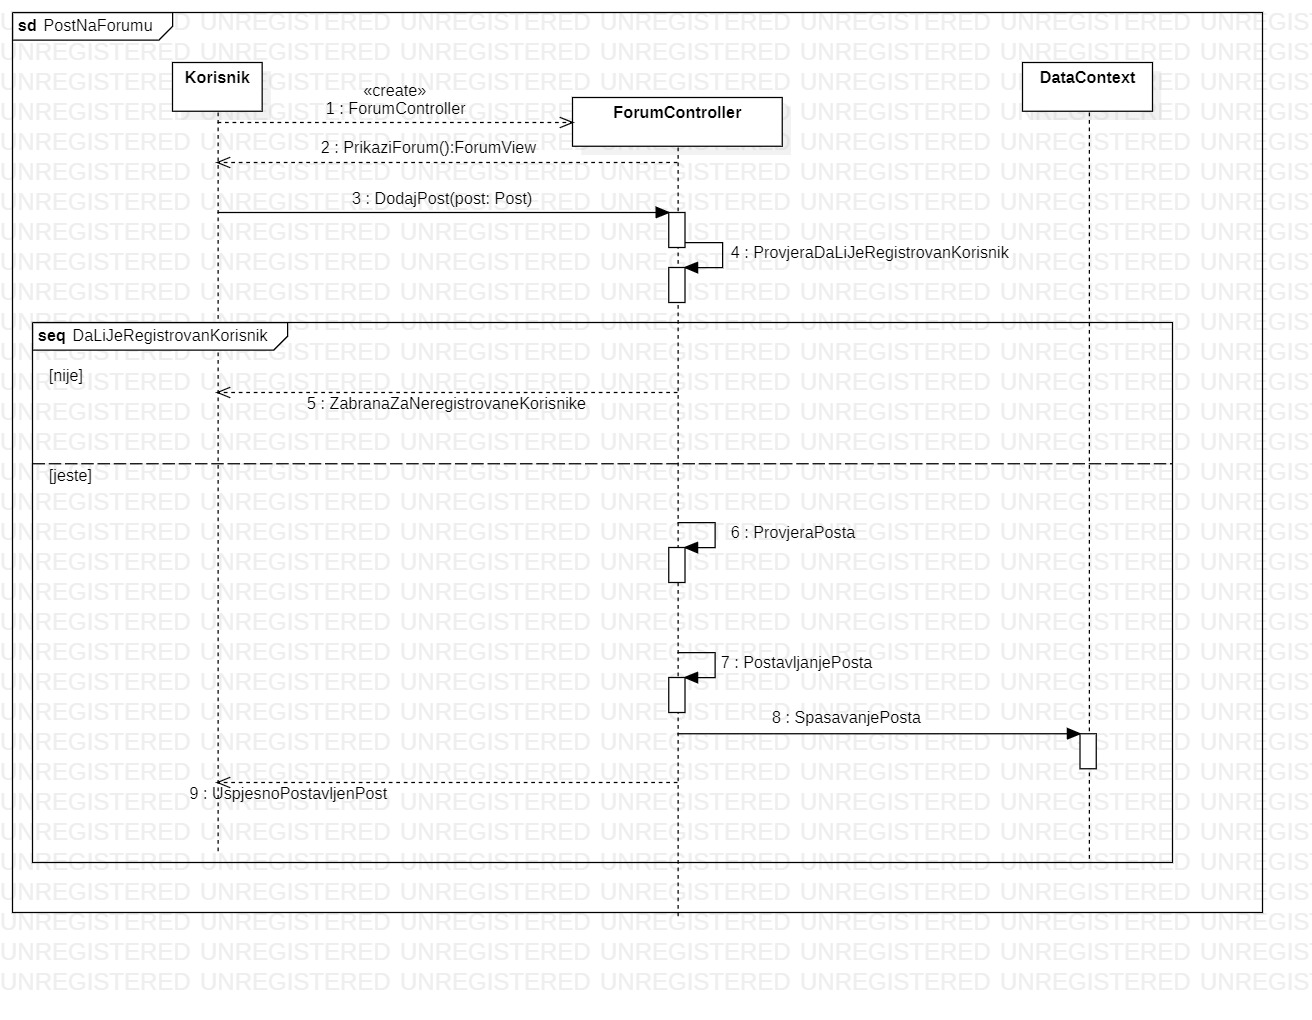 sd PostNaForumu
Korisnik
DataContext
«create»
1 : ForumController
ForumController
2 : PrikaziForum():ForumView
3 : DodajPost(post: Post)
4 : ProvjeraDaLiJeRegistrovanKorisnik
seq DaLiJeRegistrovanKorisnik
[nije]
5 : ZabranaZaNeregistrovaneKorisnike
[jeste]
6 : ProvjeraPosta
7 : PostavljanjePosta
8 : SpasavanjePosta
9 : UspjesnoPostavljenPost
UNREGISTERED UNREGISTERED UNREGISTERED UNREGISTERED UNREGISTERED UNREGISTERED UNREGIS